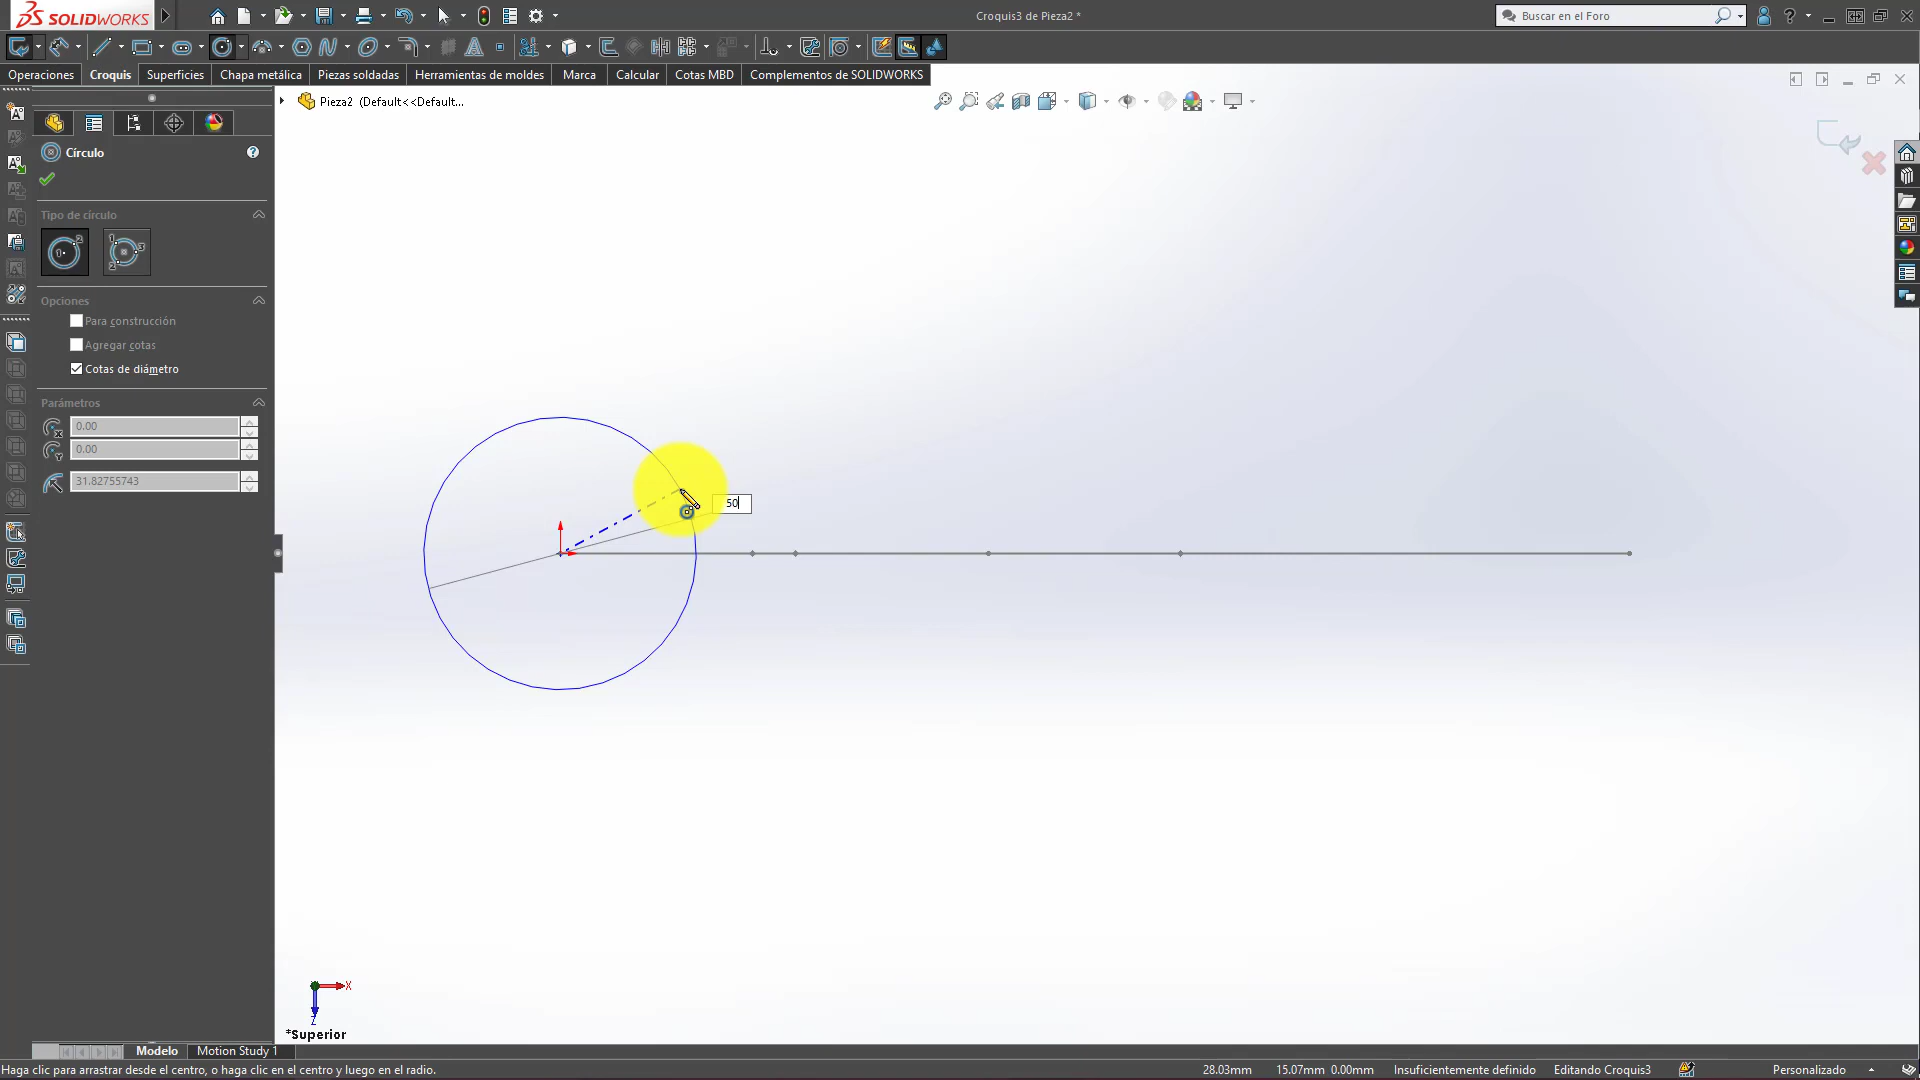 SOLIDWORKS
Croquis3 de Pieza2 *
Buscar en el Foro
Operaciones
Croquis
Superficies
Chapa metálica
Piezas soldadas
Herramientas de moldes
Marca
Calcular
Cotas MBD
Complementos de SOLIDWORKS
Pieza2 (Default<<Default...
Círculo
Tipo de círculo
Opciones
Para construcción
Agregar cotas
Cotas de diámetro
Parámetros
0.00
0.00
31.82755743
50
X
Z
*Superior
Modelo
Motion Study 1
Haga clic para arrastrar desde el centro, o haga clic en el centro y luego en el radio.
28.03mm
15.07mm 0.00mm
Insuficientemente definido
Editando Croquis3
Personalizado